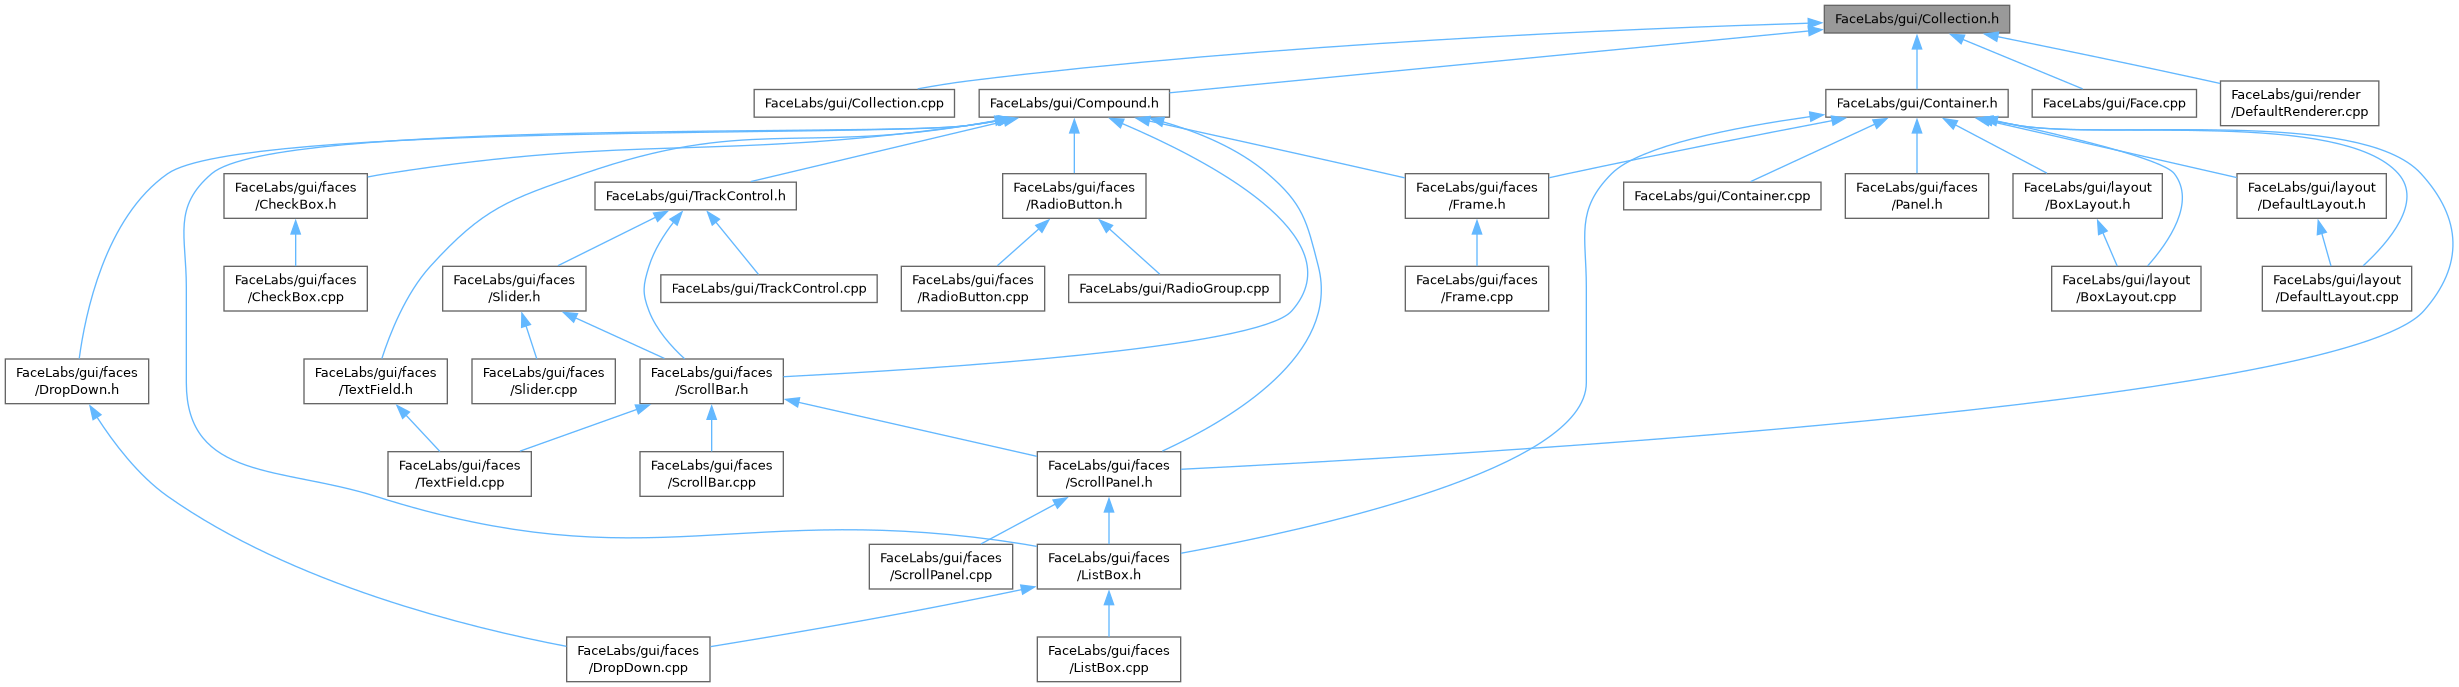 FaceLabs/gui/Collection.h
FaceLabs/gui/Collection.cpp
FaceLabs/gui/Compound.h
FaceLabs/gui/Container.h
FaceLabs/gui/Face.cpp
FaceLabs/gui/render
/DefaultRenderer.cpp
FaceLabs/gui/faces
/CheckBox.h
FaceLabs/gui/TrackControl.h
FaceLabs/gui/faces
/RadioButton.h
FaceLabs/gui/faces
/Frame.h
FaceLabs/gui/Container.cpp
FaceLabs/gui/faces
/Panel.h
FaceLabs/gui/layout
/BoxLayout.h
FaceLabs/gui/layout
/DefaultLayout.h
FaceLabs/gui/faces
/CheckBox.cpp
FaceLabs/gui/faces
/Slider.h
FaceLabs/gui/TrackControl.cpp
FaceLabs/gui/faces
/RadioButton.cpp
FaceLabs/gui/RadioGroup.cpp
FaceLabs/gui/faces
/Frame.cpp
FaceLabs/gui/layout
/BoxLayout.cpp
FaceLabs/gui/layout
/DefaultLayout.cpp
FaceLabs/gui/faces
/DropDown.h
FaceLabs/gui/faces
/TextField.h
FaceLabs/gui/faces
/Slider.cpp
FaceLabs/gui/faces
/ScrollBar.h
FaceLabs/gui/faces
/TextField.cpp
FaceLabs/gui/faces
/ScrollBar.cpp
FaceLabs/gui/faces
/ScrollPanel.h
FaceLabs/gui/faces
/ScrollPanel.cpp
FaceLabs/gui/faces
/ListBox.h
FaceLabs/gui/faces
/DropDown.cpp
FaceLabs/gui/faces
/ListBox.cpp